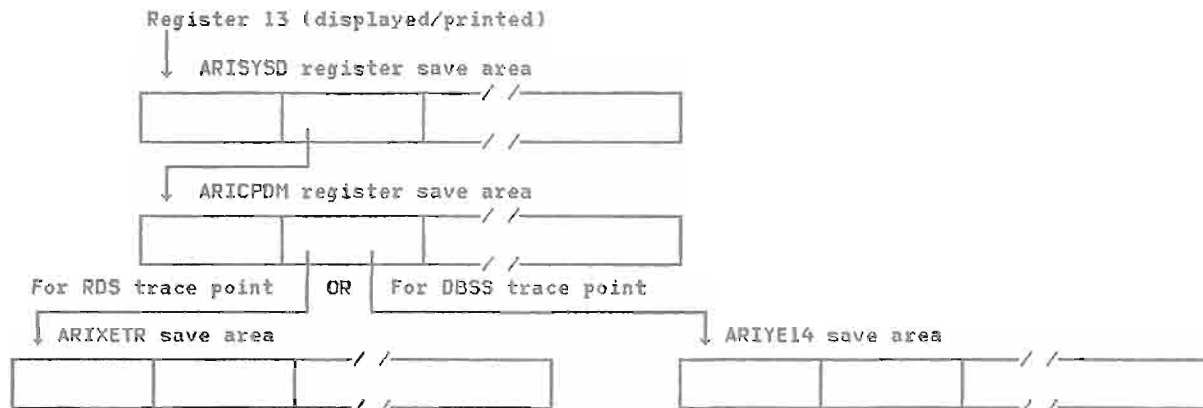 Register 13 (displayed/printed)
ARISYSD register save area
ARICPDM register save area
For RDS trace point OR For DBSS trace point
ARIXETR save area ARIYE14 save area